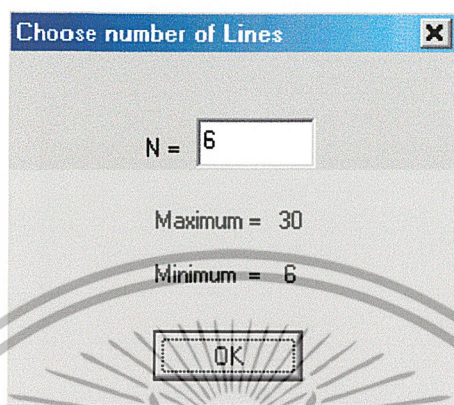 Choose number of Lines
N = 6
Maximum = 30
Minimum = 6
OK